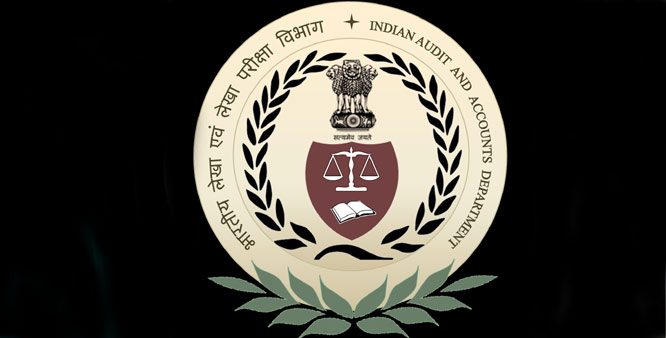 भारतीय लेखा एवं लेखा परीक्षा विभाग
INDIAN AUDIT AND ACCOUNTS DEPARTMENT
सत्यमेव जयते